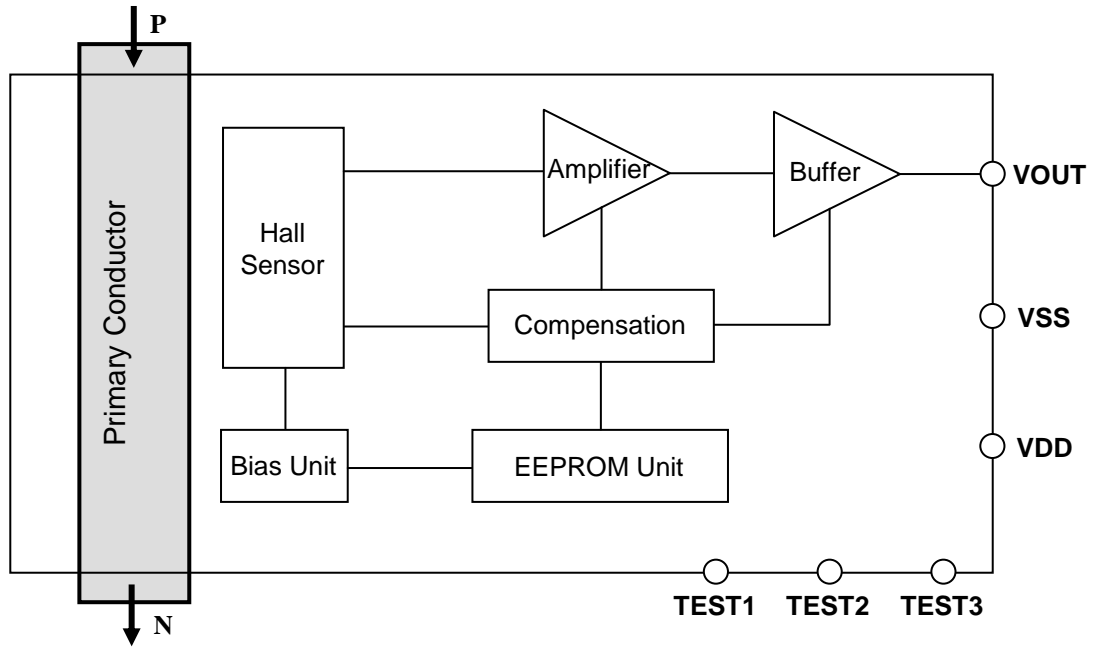 P
Primary Conductor
Hall
Sensor
Amplifier
Buffer
VOUT
Compensation
VSS
Bias Unit
EEPROM Unit
VDD
TEST1
TEST2
TEST3
N